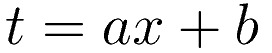 t = ax + b